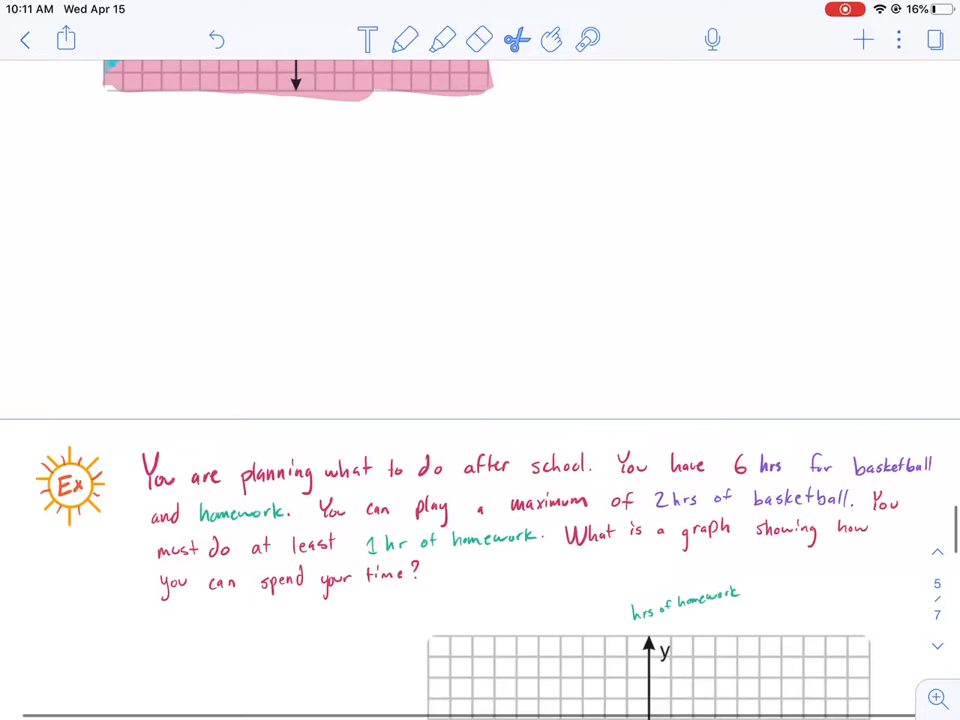 10:11 AM Wed Apr 15
16%
T
Ex
You are planning what to do after school. You have 6 hrs for basketball
and homework. You can play a maximum of 2 hrs of basketball. You
must do at least 1 hr of homework. What is a graph showing how
you can spend your time?
5
/
7
hrs of homework
y